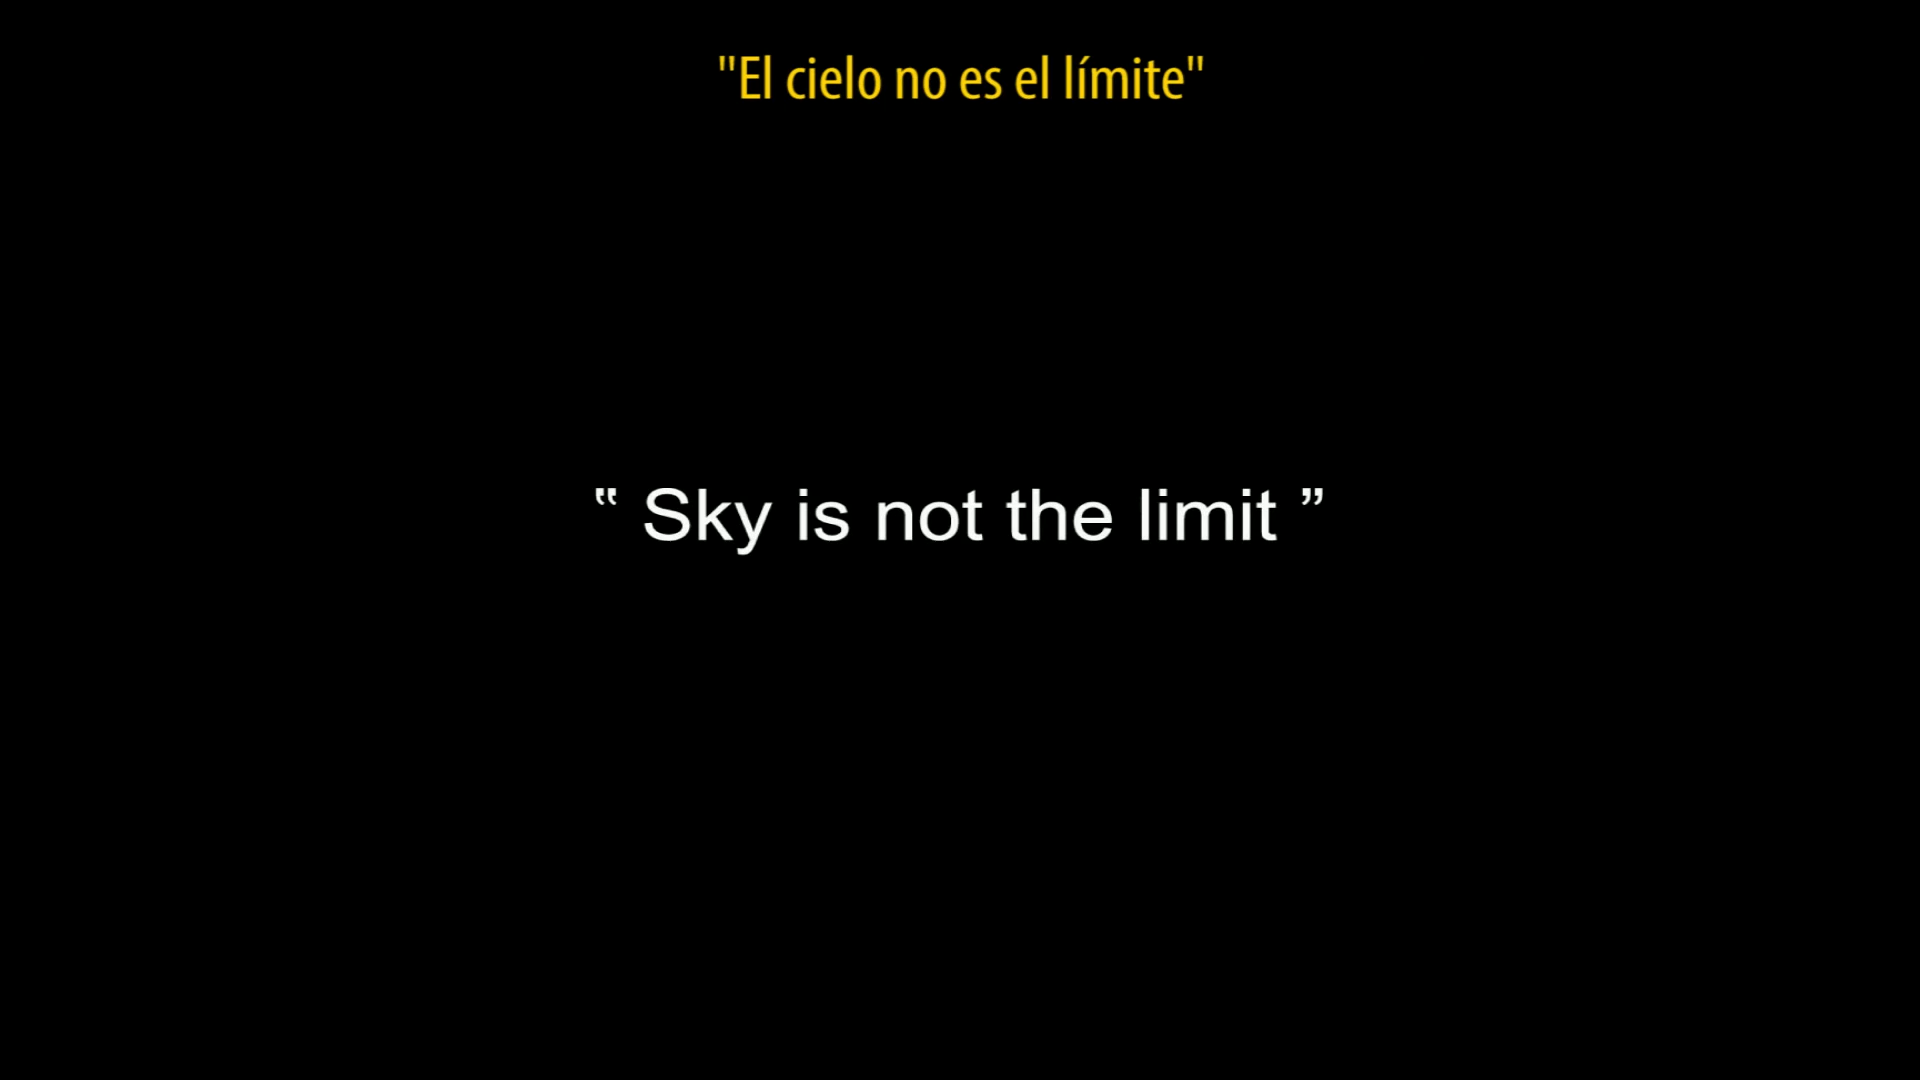 "El cielo no es el límite"
‟ Sky is not the limit ”